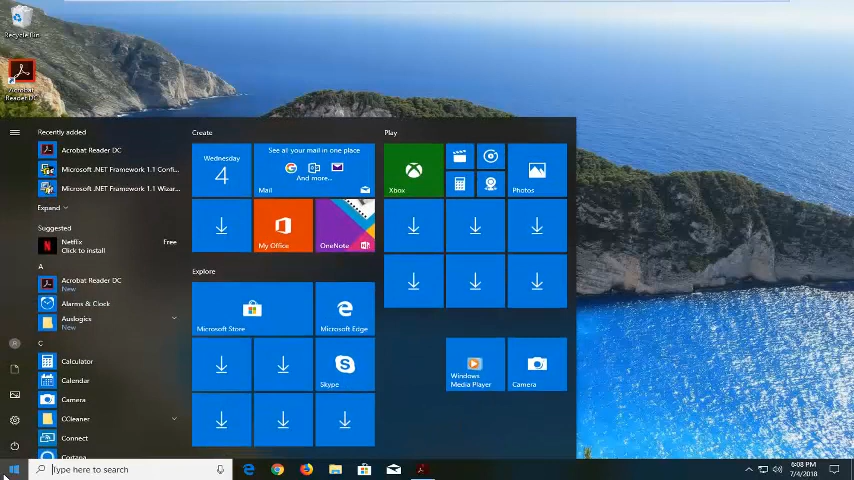 Recycle Bin
Acrobat
Reader DC
Recently added
Acrobat Reader DC
Microsoft .NET Framework 1.1 Confi...
Microsoft .NET Framework 1.1 Wizar...
Expand
Suggested
Netflix
Free
Click to install
A
Acrobat Reader DC
New
Alarms & Clock
Auslogics
New
C
Calculator
Calendar
Camera
CCleaner
Connect
Cortana
Create
Wednesday
4
See all your mail in one place
And more...
Mail
My Office
OneNote
Explore
Microsoft Store
Microsoft Edge
Skype
Play
Xbox
Photos
Windows
Media Player
Camera
Type here to search
6:08 PM
7/4/2018